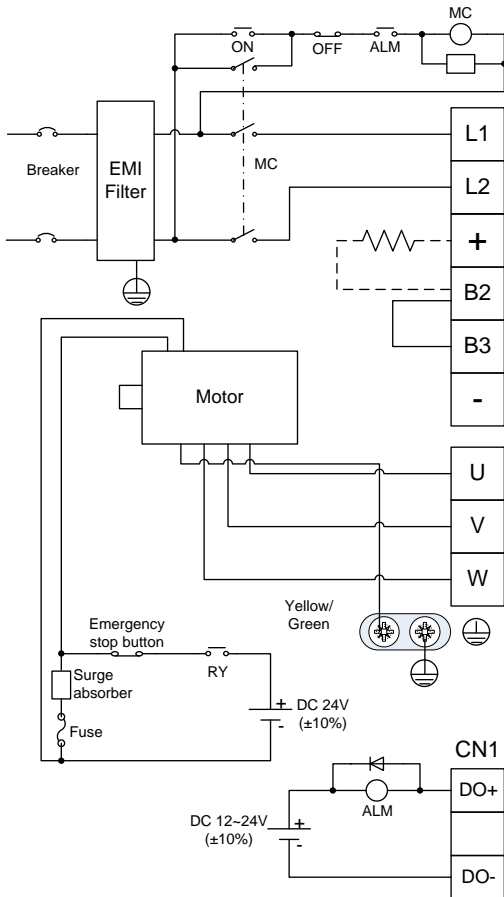 MC
ON
OFF
ALM
L1
Breaker
EMI
Filter
MC
L2
+
B2
B3
-
Motor
U
V
W
Yellow/
Green
Emergency
stop button
RY
Surge
absorber
+
DC 24V
(±10%)
-
Fuse
CN1
DO+
ALM
DC 12~24V
(±10%)
+
-
DO-